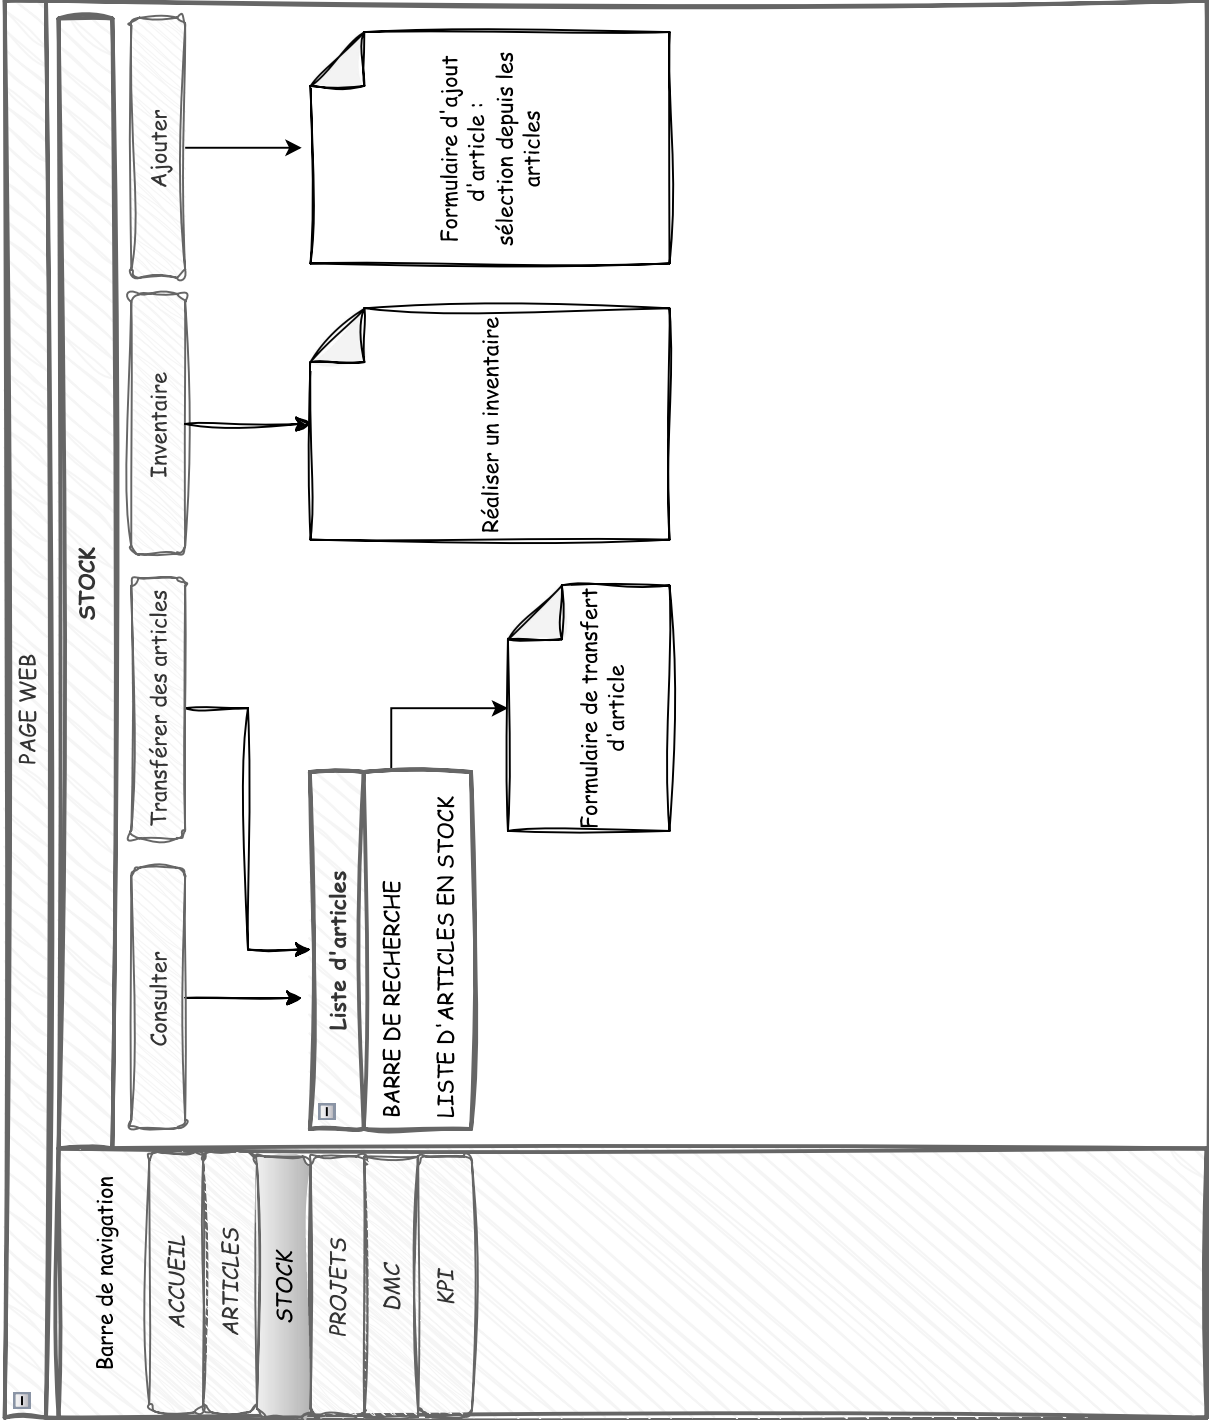 PAGE WEB
Barre de navigation
ACCUEIL
ARTICLES
STOCK
PROJETS
DMC
KPI
STOCK
Consulter
Transférer des articles
Inventaire
Ajouter
Liste d'articles
BARRE DE RECHERCHE
LISTE D'ARTICLES EN STOCK
Formulaire de transfert
d'article
Réaliser un inventaire
Formulaire d'ajout
d'article :
sélection depuis les
articles